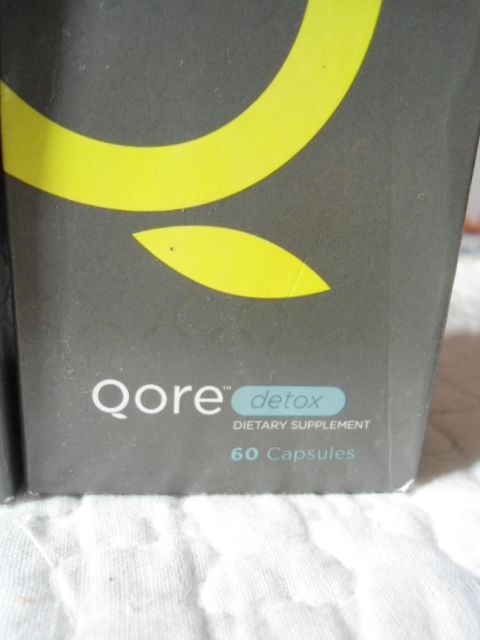 Qore™ detox
DIETARY SUPPLEMENT
60 Capsules